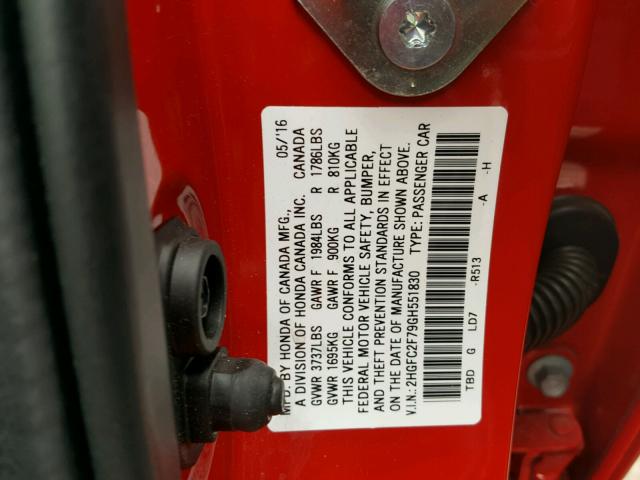 MFD. BY HONDA OF CANADA MFG., 05/'16
A DIVISION OF HONDA CANADA INC. CANADA
GVWR 3737LBS GAWR F 1984LBS R 1786LBS
GVWR 1695KG GAWR F 900KG R 810KG
THIS VEHICLE CONFORMS TO ALL APPLICABLE
FEDERAL MOTOR VEHICLE SAFETY, BUMPER,
AND THEFT PREVENTION STANDARDS IN EFFECT
ON THE DATE OF MANUFACTURE SHOWN ABOVE.
V.I.N.: 2HGFC2F79GH551830 TYPE: PASSENGER CAR
TBD G LD7 -R513 -A -H